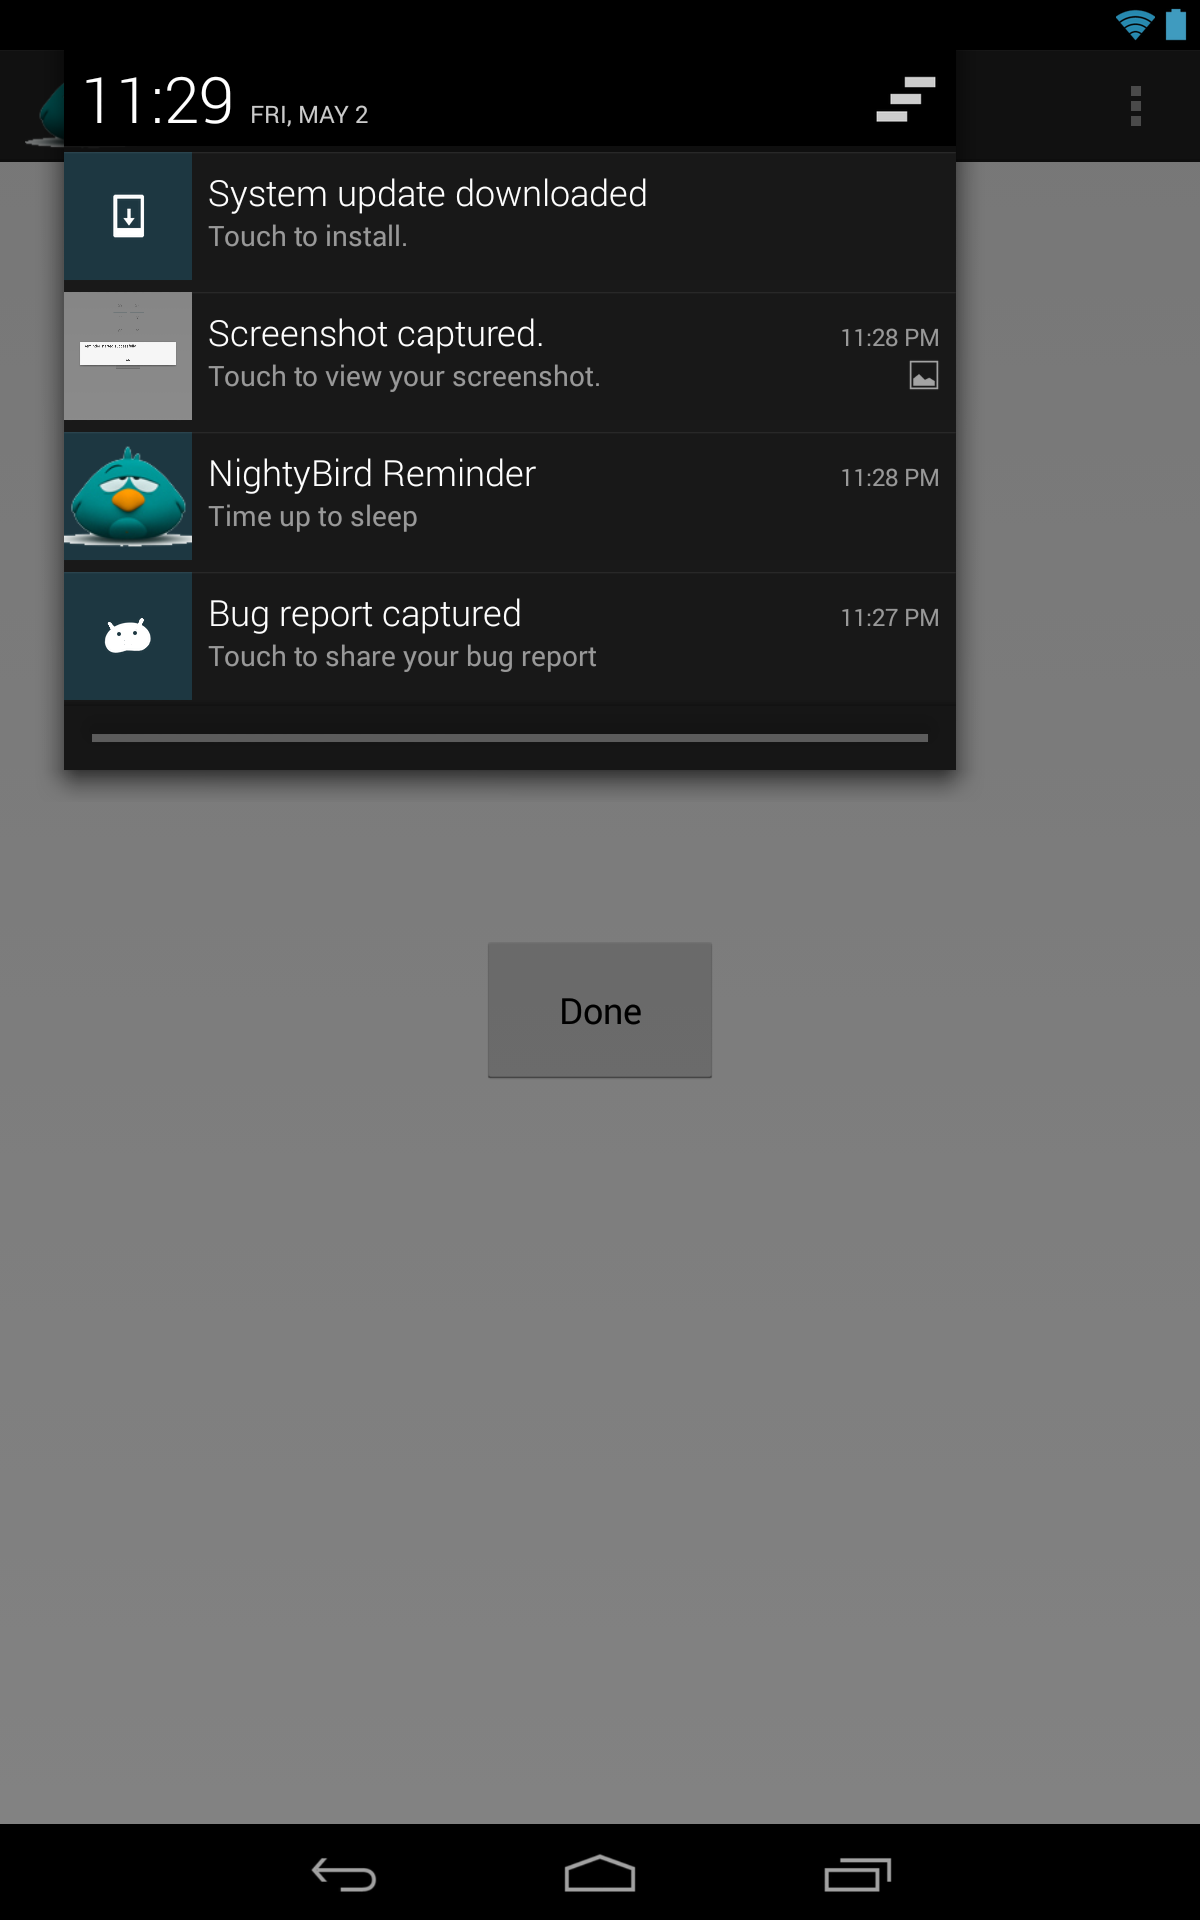 11:29 FRI, MAY 2
System update downloaded
Touch to install.
Screenshot captured. 11:28 PM
Touch to view your screenshot.
NightyBird Reminder 11:28 PM
Time up to sleep
Bug report captured 11:27 PM
Touch to share your bug report
Done